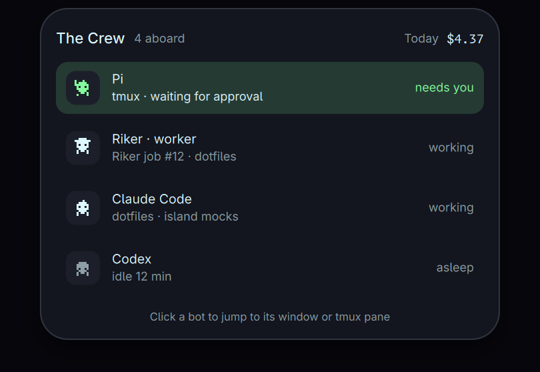 The Crew 4 aboard Today $4.37
Pi
tmux · waiting for approval
needs you
Riker · worker
Riker job #12 · dotfiles
working
Claude Code
dotfiles · island mocks
working
Codex
idle 12 min
asleep
Click a bot to jump to its window or tmux pane